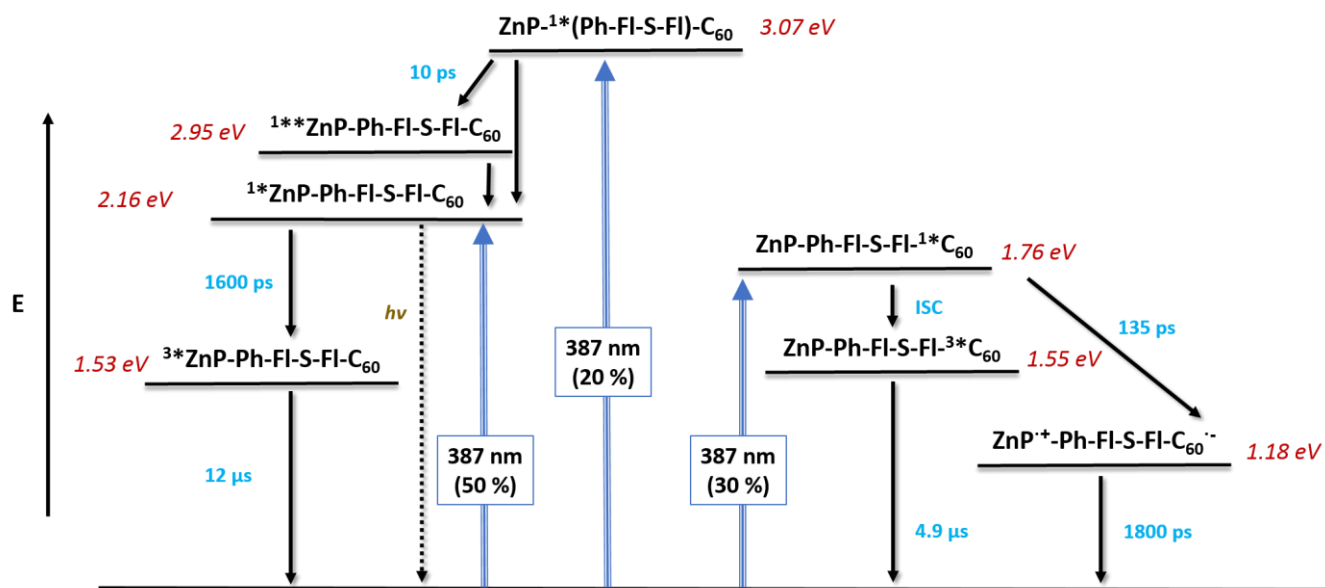 ZnP-¹*(Ph-Fl-S-Fl)-C₆₀
3.07 eV
10 ps
¹**ZnP-Ph-Fl-S-Fl-C₆₀
2.95 eV
¹*ZnP-Ph-Fl-S-Fl-C₆₀
2.16 eV
ZnP-Ph-Fl-S-Fl-¹*C₆₀
1.76 eV
1600 ps
hν
ISC
135 ps
E
³*ZnP-Ph-Fl-S-Fl-C₆₀
1.53 eV
387 nm
(20 %)
ZnP-Ph-Fl-S-Fl-³*C₆₀
1.55 eV
ZnP·⁺-Ph-Fl-S-Fl-C₆₀·⁻
1.18 eV
12 µs
387 nm
(50 %)
387 nm
(30 %)
4.9 µs
1800 ps